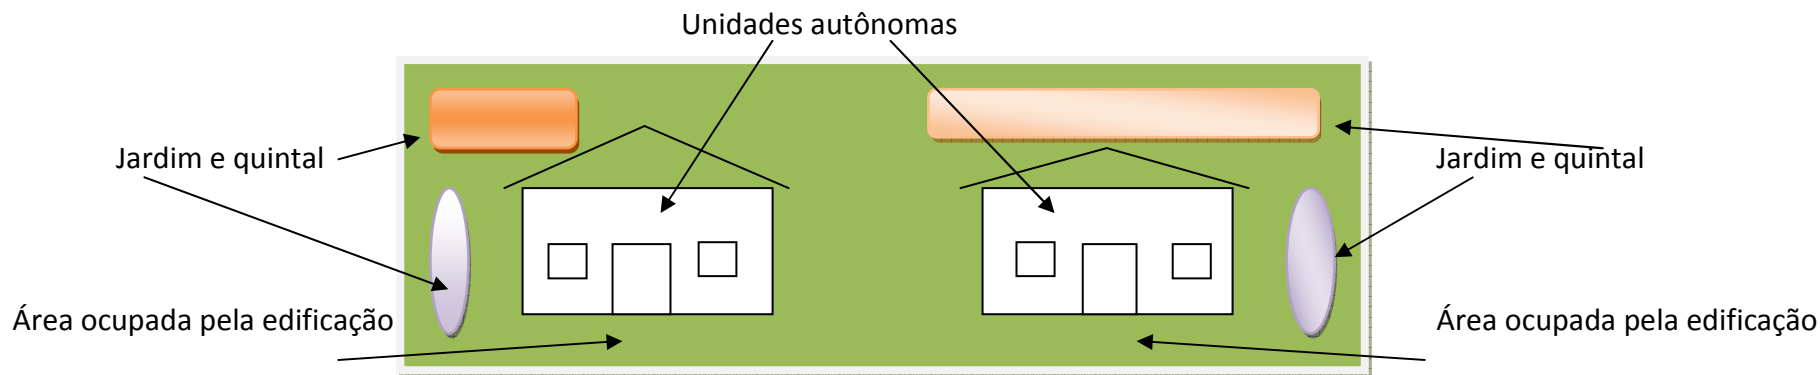 Unidades autônomas
Jardim e quintal
Jardim e quintal
Área ocupada pela edificação
Área ocupada pela edificação